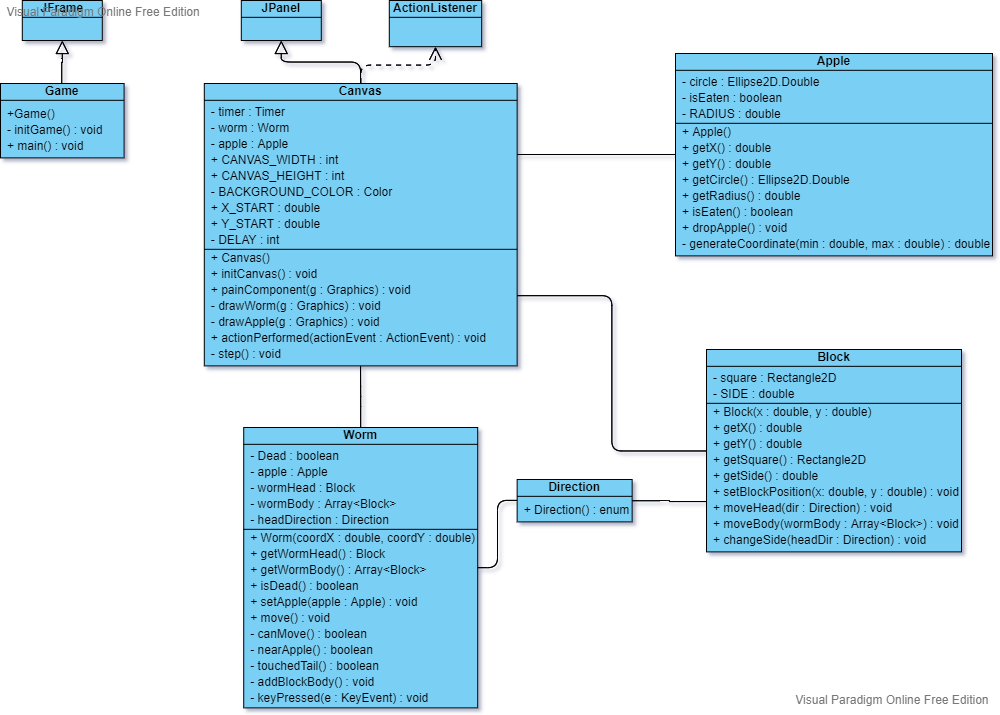 Visual Paradigm Online Free Edition
JFrame
JPanel
ActionListener
Game
+Game()
- initGame() : void
+ main() : void
Canvas
- timer : Timer
- worm : Worm
- apple : Apple
+ CANVAS_WIDTH : int
+ CANVAS_HEIGHT : int
- BACKGROUND_COLOR : Color
+ X_START : double
+ Y_START : double
- DELAY : int
+ Canvas()
+ initCanvas() : void
+ painComponent(g : Graphics) : void
- drawWorm(g : Graphics) : void
- drawApple(g : Graphics) : void
+ actionPerformed(actionEvent : ActionEvent) : void
- step() : void
Apple
- circle : Ellipse2D.Double
- isEaten : boolean
- RADIUS : double
+ Apple()
+ getX() : double
+ getY() : double
+ getCircle() : Ellipse2D.Double
+ getRadius() : double
+ isEaten() : boolean
+ dropApple() : void
- generateCoordinate(min : double, max : double) : double
Block
- square : Rectangle2D
- SIDE : double
+ Block(x : double, y : double)
+ getX() : double
+ getY() : double
+ getSquare() : Rectangle2D
+ getSide() : double
+ setBlockPosition(x: double, y : double) : void
+ moveHead(dir : Direction) : void
+ moveBody(wormBody : Array<Block>) : void
+ changeSide(headDir : Direction) : void
Worm
- Dead : boolean
- apple : Apple
- wormHead : Block
- wormBody : Array<Block>
- headDirection : Direction
+ Worm(coordX : double, coordY : double)
+ getWormHead() : Block
+ getWormBody() : Array<Block>
+ isDead() : boolean
+ setApple(apple : Apple) : void
+ move() : void
- canMove() : boolean
- nearApple() : boolean
- touchedTail() : boolean
- addBlockBody() : void
- keyPressed(e : KeyEvent) : void
Direction
+ Direction() : enum
Visual Paradigm Online Free Edition